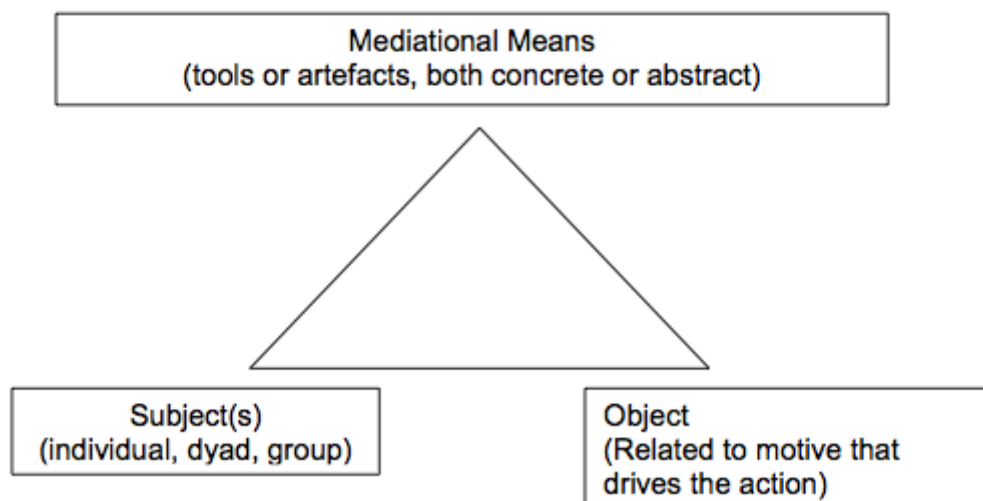 Mediational Means
(tools or artefacts, both concrete or abstract)
Subject(s)
(individual, dyad, group)
Object
(Related to motive that
drives the action)